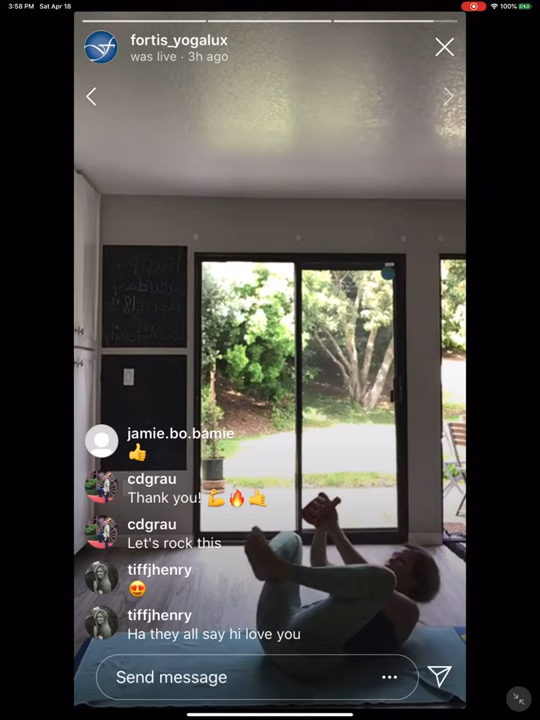 3:58 PM Sat Apr 18
100%
fortis_yogalux
was live · 3h ago
jamie.bo.bamie
👍
cdgrau
Thank you! 💪🔥🤙
cdgrau
Let's rock this
tiffjhenry
😍
tiffjhenry
Ha they all say hi love you
Send message